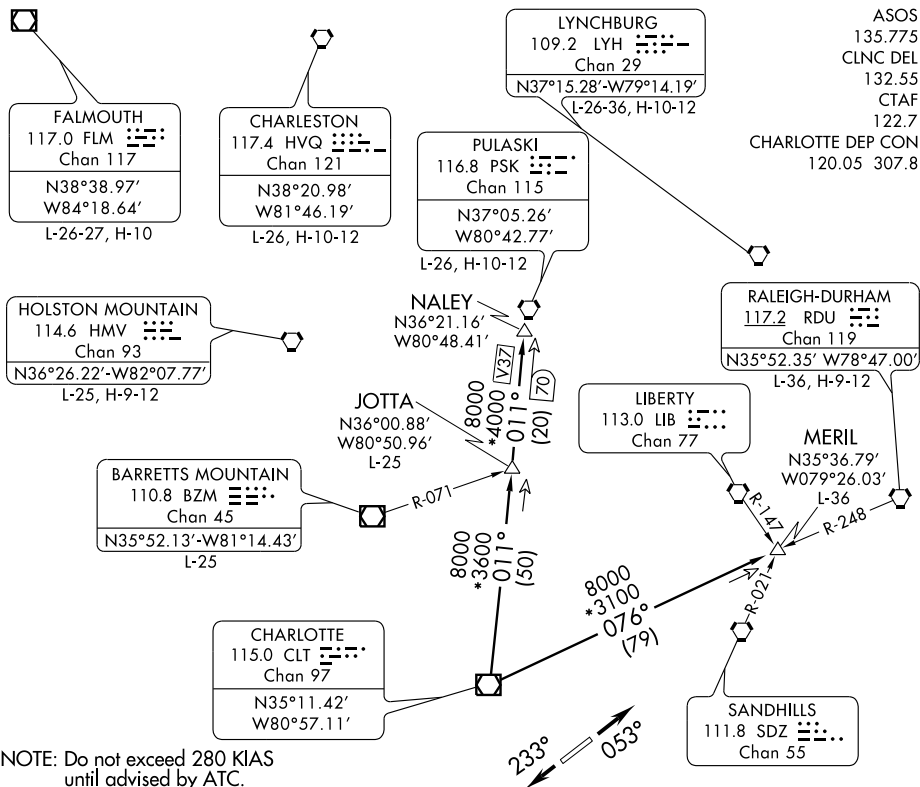 LYNCHBURG
109.2 LYH
Chan 29
N37°15.28'-W79°14.19'
L-26-36, H-10-12
ASOS
135.775
CLNC DEL
132.55
CTAF
122.7
CHARLOTTE DEP CON
120.05 307.8
FALMOUTH
117.0 FLM
Chan 117
N38°38.97'
W84°18.64'
L-26-27, H-10
CHARLESTON
117.4 HVQ
Chan 121
N38°20.98'
W81°46.19'
L-26, H-10-12
PULASKI
116.8 PSK
Chan 115
N37°05.26'
W80°42.77'
L-26, H-10-12
HOLSTON MOUNTAIN
114.6 HMV
Chan 93
N36°26.22'-W82°07.77'
L-25, H-9-12
NALEY
N36°21.16'
W80°48.41'
RALEIGH-DURHAM
117.2 RDU
Chan 119
N35°52.35' W78°47.00'
L-36, H-9-12
V37
70
8000
*4000
011°
(20)
JOTTA
N36°00.88'
W80°50.96'
L-25
LIBERTY
113.0 LIB
Chan 77
MERIL
N35°36.79'
W079°26.03'
L-36
BARRETTS MOUNTAIN
110.8 BZM
Chan 45
N35°52.13'-W81°14.43'
L-25
R-071
R-147
R-248
R-021
8000
*3600
011°
(50)
8000
*3100
076°
(79)
CHARLOTTE
115.0 CLT
Chan 97
N35°11.42'
W80°57.11'
SANDHILLS
111.8 SDZ
Chan 55
233°
053°
NOTE: Do not exceed 280 KIAS
until advised by ATC.